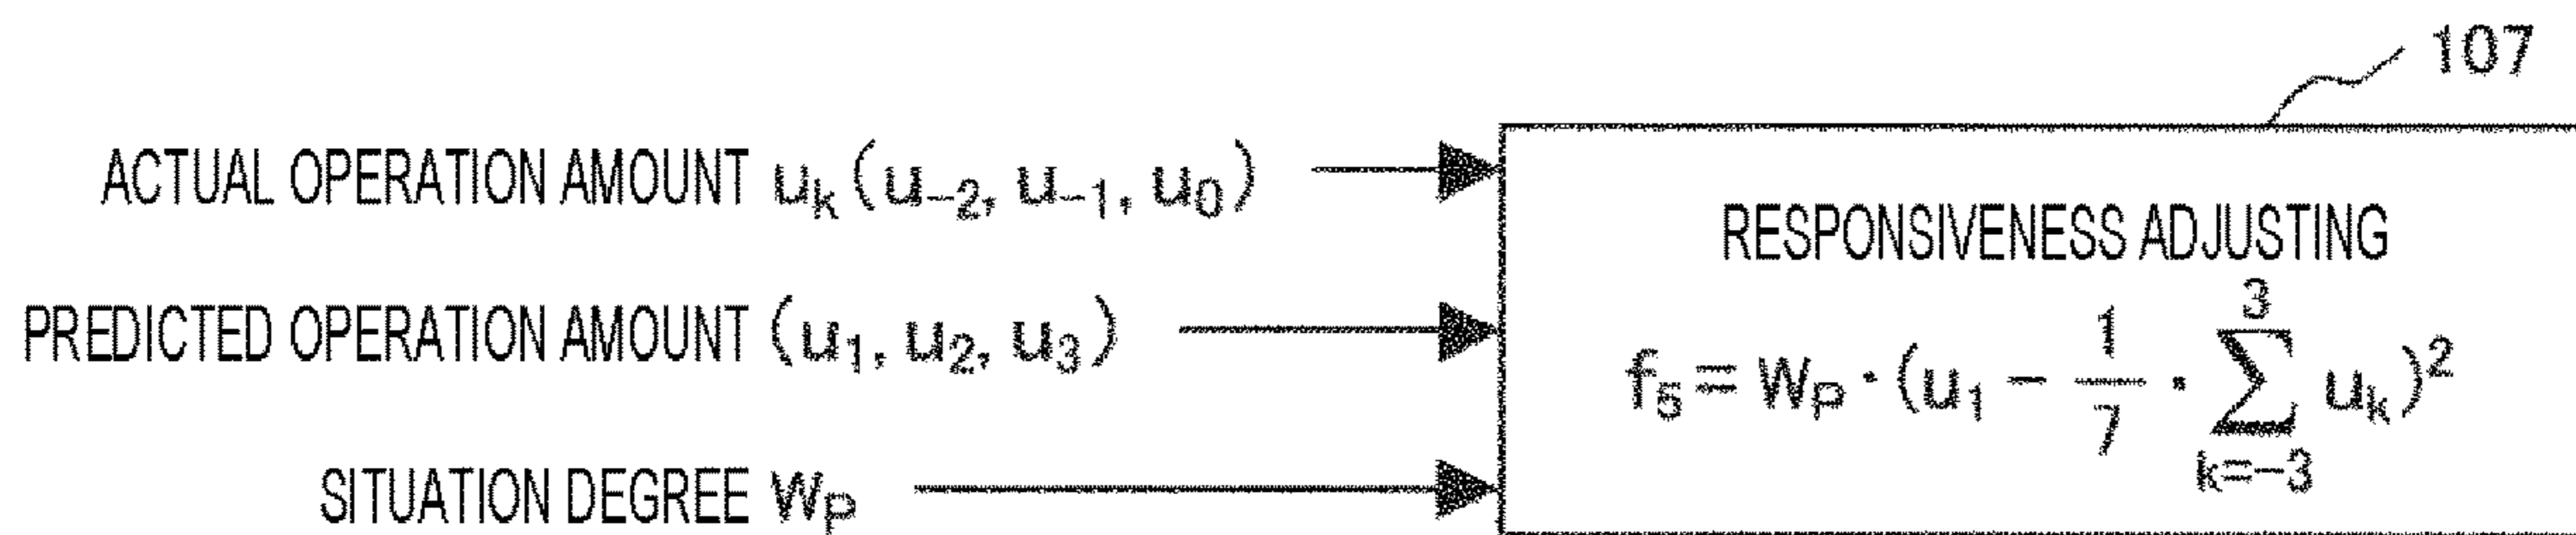 107
ACTUAL OPERATION AMOUNT uₖ(u₋₂, u₋₁, u₀)
PREDICTED OPERATION AMOUNT (u₁, u₂, u₃)
SITUATION DEGREE Wₚ
RESPONSIVENESS ADJUSTING
f₅ = Wₚ · (u₁ − 1/7 · ∑_{k=−3}^{3} uₖ)²